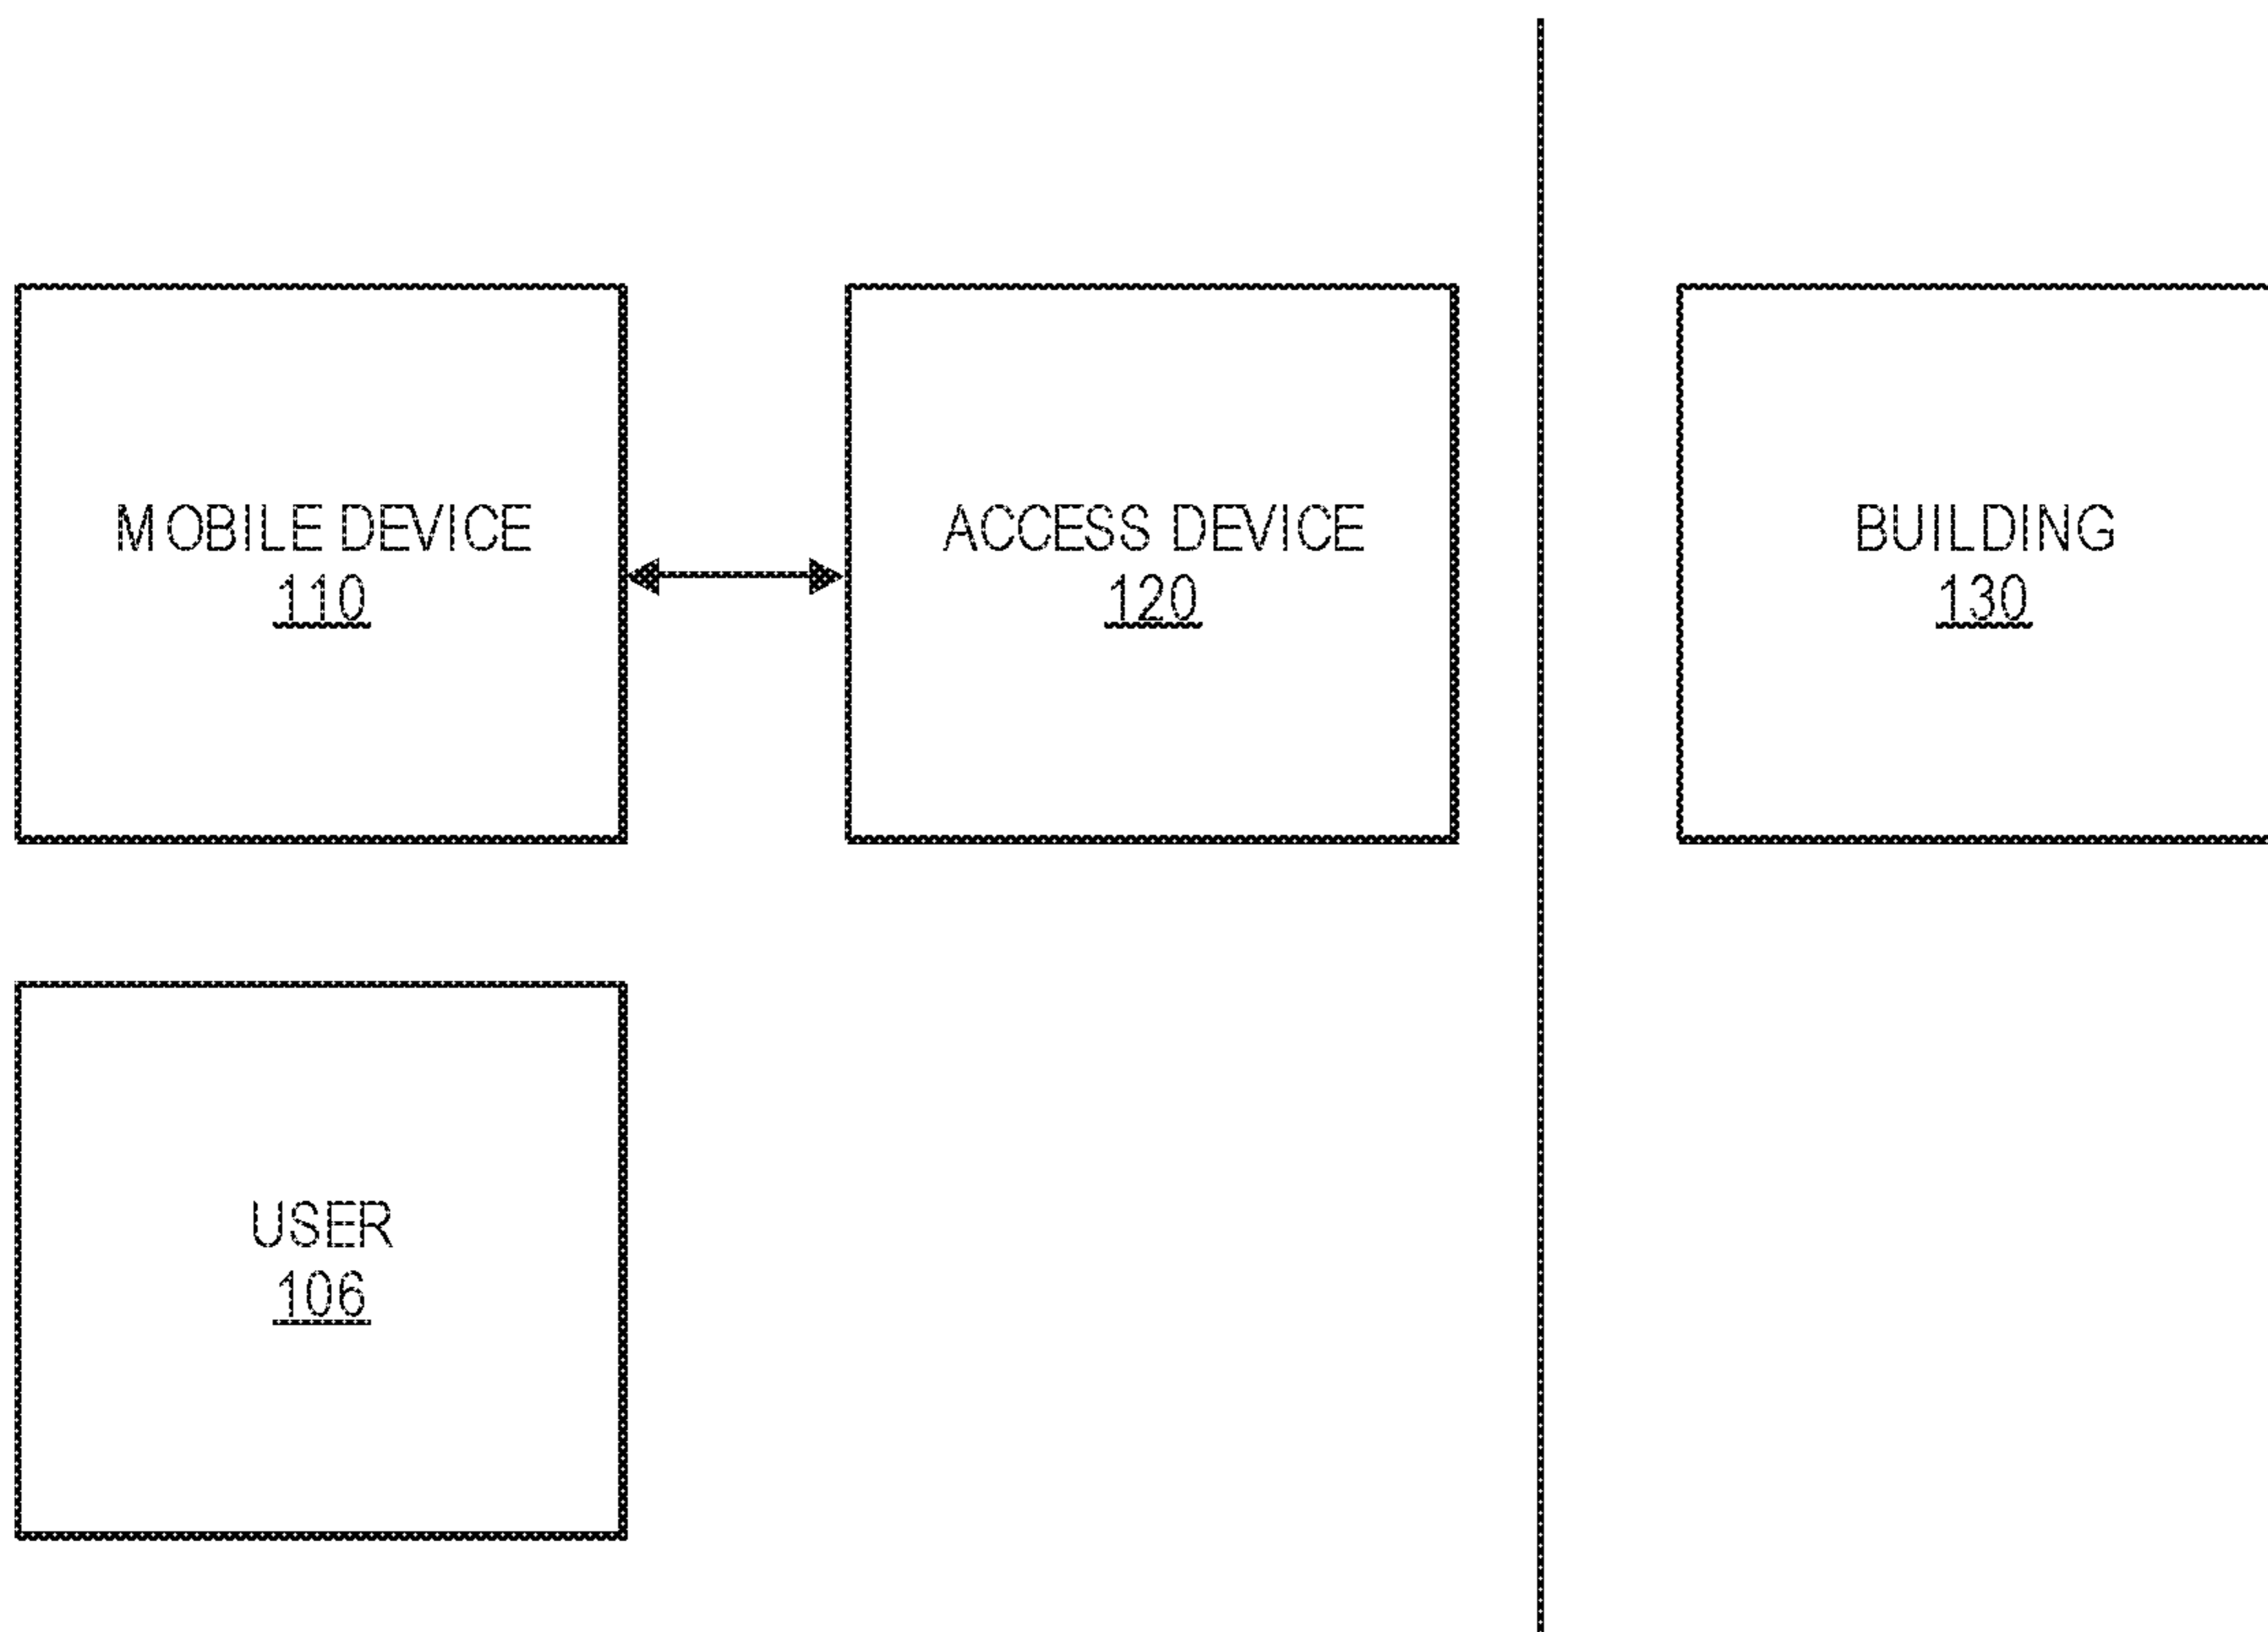 MOBILE DEVICE
110
ACCESS DEVICE
120
BUILDING
130
USER
106